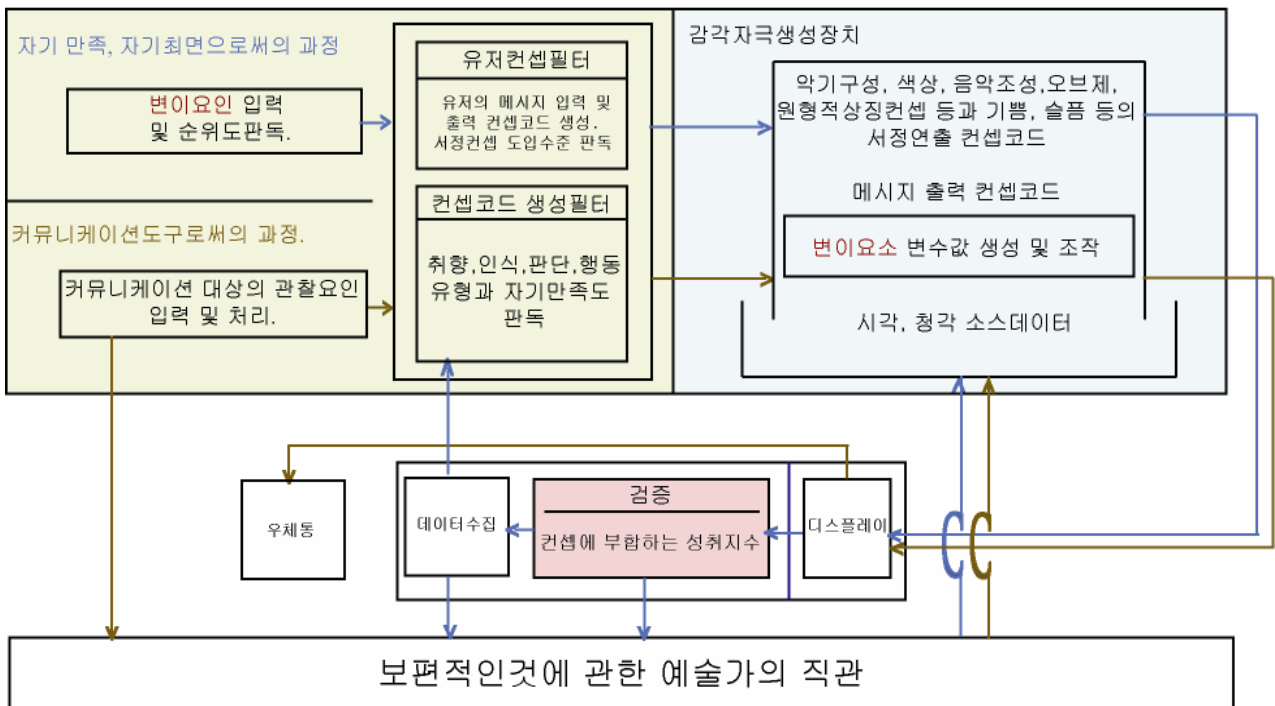 자기 만족, 자기최면으로써의 과정
변이요인 입력
및 순위도판독.
커뮤니케이션도구로써의 과정.
커뮤니케이션 대상의 관찰요인
입력 및 처리.
유저컨셉필터
유저의 메시지 입력 및
출력 컨셉코드 생성.
서정컨셉 도입수준 판독
컨셉코드 생성필터
취향,인식,판단,행동
유형과 자기만족도
판독
감각자극생성장치
악기구성, 색상, 음악조성,오브제,
원형적상징컨셉 등과 기쁨, 슬픔 등의
서정연출 컨셉코드
메시지 출력 컨셉코드
변이요소 변수값 생성 및 조작
시각, 청각 소스데이터
우체통
데이터수집
검증
컨셉에 부합하는 성취지수
디스플레이
보편적인것에 관한 예술가의 직관